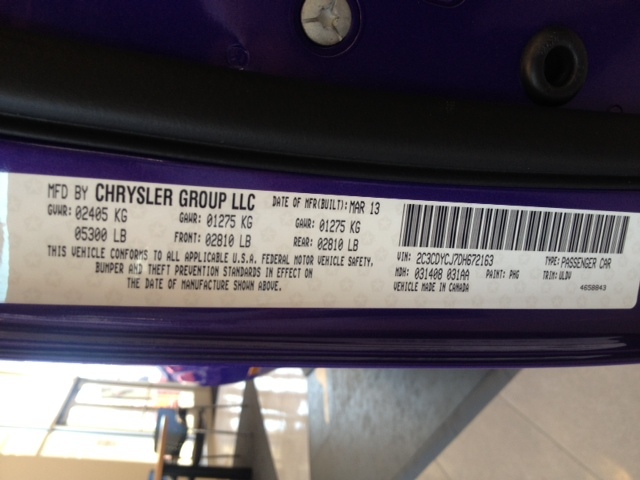 MFD BY CHRYSLER GROUP LLC DATE OF MFR(BUILT): MAR 13
GVWR: 02405 KG GAWR: 01275 KG GAWR: 01275 KG
05300 LB FRONT: 02810 LB REAR: 02810 LB
THIS VEHICLE CONFORMS TO ALL APPLICABLE U.S.A. FEDERAL MOTOR VEHICLE SAFETY,
BUMPER AND THEFT PREVENTION STANDARDS IN EFFECT ON
THE DATE OF MANUFACTURE SHOWN ABOVE.
VIN: 2C3CDYCJ7DH672163 TYPE: PASSENGER CAR
MDH: 031408 031AA PAINT: PHG TRIM: ULDV
VEHICLE MADE IN CANADA 4658843